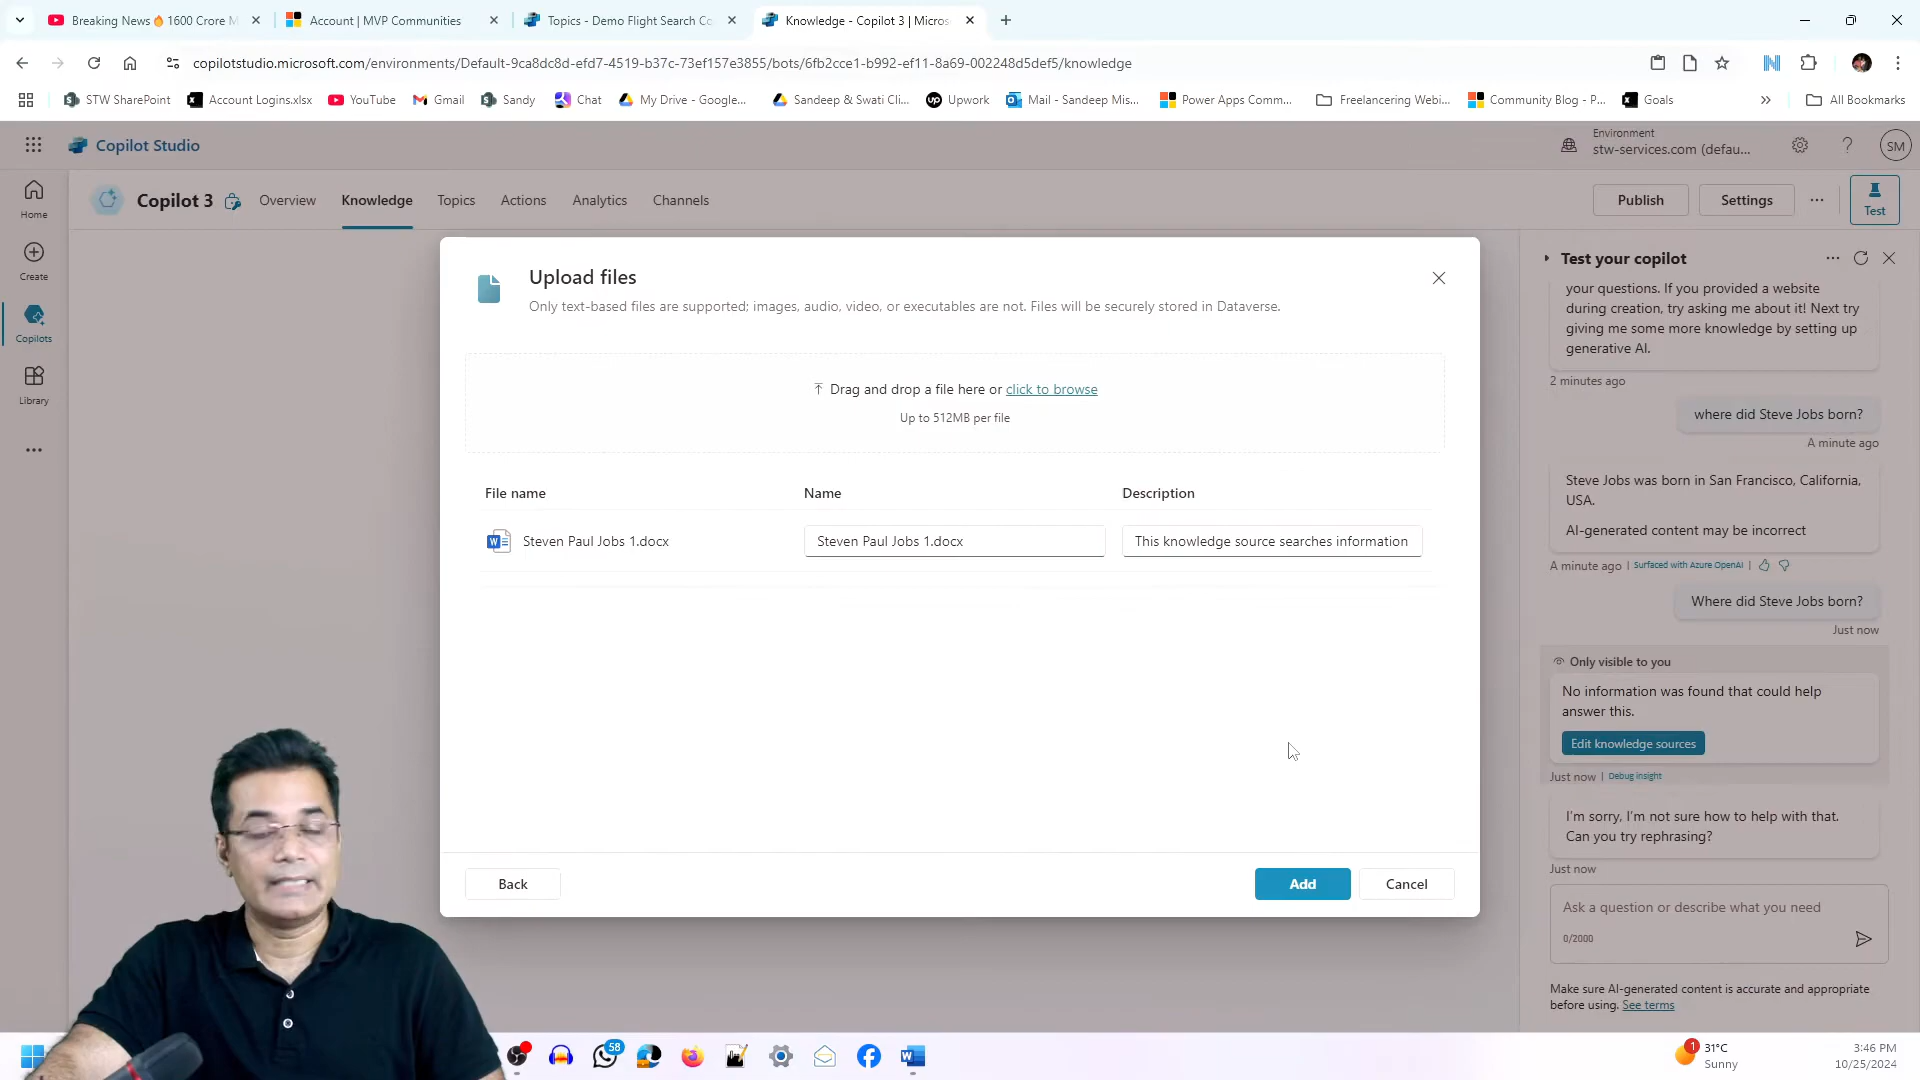 Breaking News🔥1600 Crore M
Account | MVP Communities
Topics - Demo Flight Search Co
Knowledge - Copilot 3 | Micros
copilotstudio.microsoft.com/environments/Default-9ca8dc8d-efd7-4519-b37c-73ef157e3855/bots/6fb2cce1-b992-ef11-8a69-002248d5def5/knowledge
STW SharePoint
Account Logins.xlsx
YouTube
Gmail
Sandy
Chat
My Drive - Google...
Sandeep & Swati Cli...
Upwork
Mail - Sandeep Mis...
Power Apps Comm...
Freelancering Webi...
Community Blog - P...
Goals
All Bookmarks
Copilot Studio
Environment
stw-services.com (defau...
SM
Home
Create
Copilots
Library
Copilot 3
Overview
Knowledge
Topics
Actions
Analytics
Channels
Publish
Settings
Test
Upload files
Only text-based files are supported; images, audio, video, or executables are not. Files will be securely stored in Dataverse.
Drag and drop a file here or click to browse
Up to 512MB per file
File name
Name
Description
Steven Paul Jobs 1.docx
Steven Paul Jobs 1.docx
This knowledge source searches information
Back
Add
Cancel
Test your copilot
your questions. If you provided a website
during creation, try asking me about it! Next try
giving me some more knowledge by setting up
generative AI.
2 minutes ago
where did Steve Jobs born?
A minute ago
Steve Jobs was born in San Francisco, California,
USA.
AI-generated content may be incorrect
A minute ago | Surfaced with Azure OpenAI |
Where did Steve Jobs born?
Just now
Only visible to you
No information was found that could help
answer this.
Edit knowledge sources
Just now | Debug insight
I'm sorry, I'm not sure how to help with that.
Can you try rephrasing?
Just now
Ask a question or describe what you need
0/2000
Make sure AI-generated content is accurate and appropriate
before using. See terms
58
1
31°C
Sunny
3:46 PM
10/25/2024